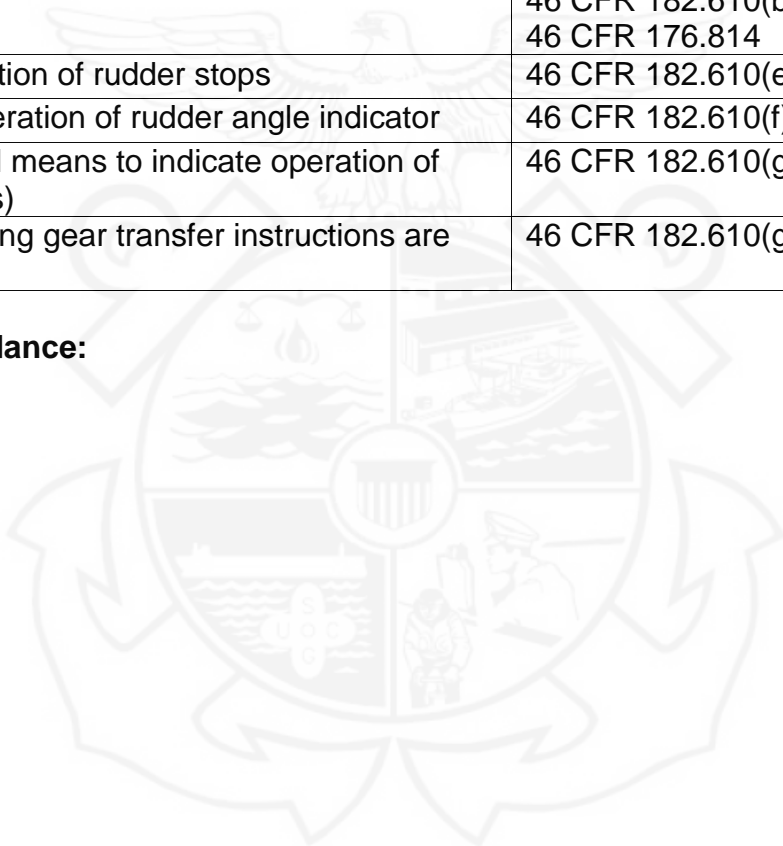 46 CFR 182.610(b
46 CFR 176.814
tion of rudder stops
46 CFR 182.610(e
eration of rudder angle indicator
46 CFR 182.610(f)
means to indicate operation of
s)
46 CFR 182.610(g
ng gear transfer instructions are
46 CFR 182.610(g
lance:
S
U O C
G